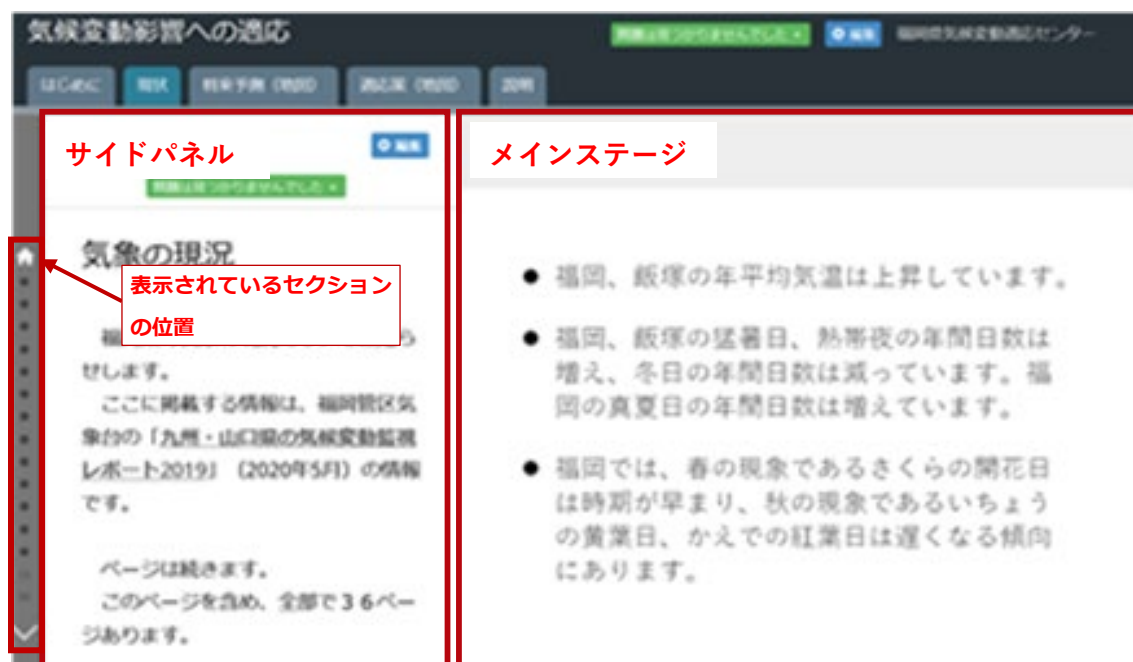 気候変動影響への適応
問題は見つかりませんでした
編集
福岡県気候変動適応センター
はじめに
現状
将来予測（地図）
適応策（地図）
説明
サイドパネル
編集
メインステージ
問題は見つかりませんでした
気象の現況
表示されているセクション
の位置
せします。
ここに掲載する情報は、福岡管区気
象台の「九州・山口県の気候変動監視
レポート2019」（2020年5月）の情報
です。
ページは続きます。
このページを含め、全部で３６ペー
ジあります。
● 福岡、飯塚の年平均気温は上昇しています。
● 福岡、飯塚の猛暑日、熱帯夜の年間日数は
増え、冬日の年間日数は減っています。福
岡の真夏日の年間日数は増えています。
● 福岡では、春の現象であるさくらの開花日
は時期が早まり、秋の現象であるいちょう
の黄葉日、かえでの紅葉日は遅くなる傾向
にあります。